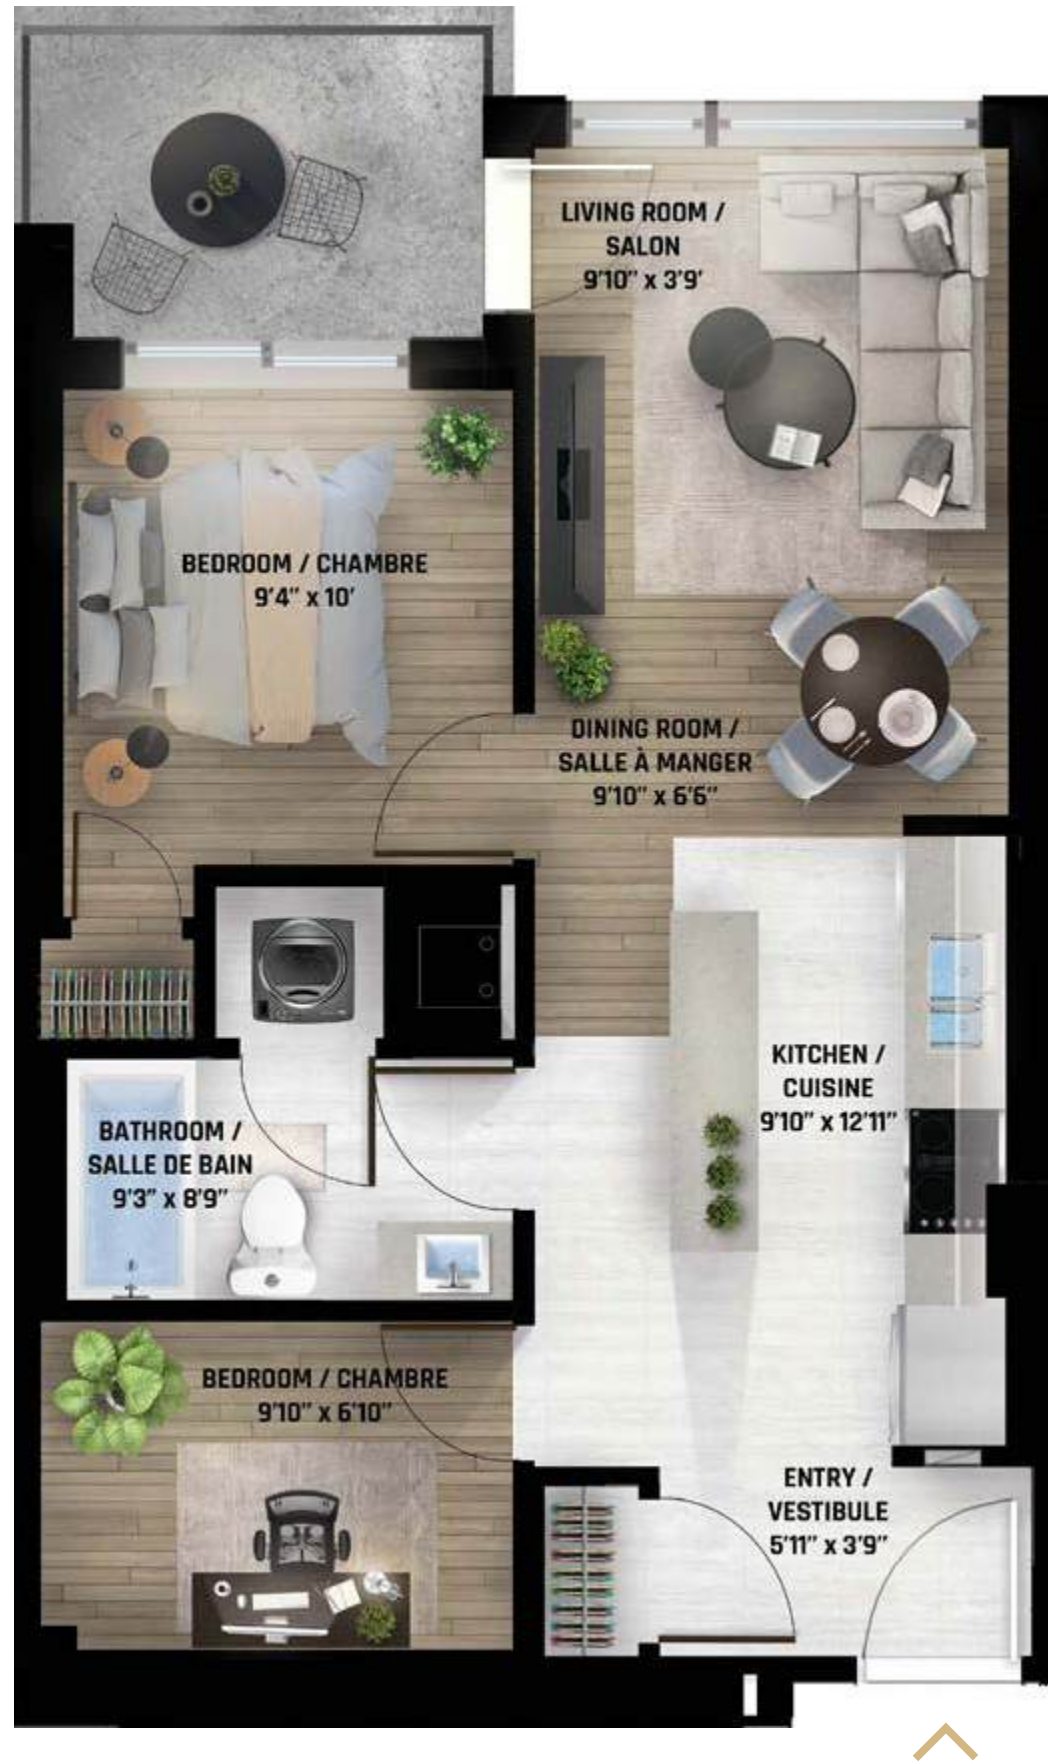 LIVING ROOM /
SALON
9'10" x 3'9'
BEDROOM / CHAMBRE
9'4" x 10'
DINING ROOM /
SALLE À MANGER
9'10" x 6'6"
KITCHEN /
CUISINE
9'10" x 12'11"
BATHROOM /
SALLE DE BAIN
9'3" x 8'9"
BEDROOM / CHAMBRE
9'10" x 6'10"
ENTRY /
VESTIBULE
5'11" x 3'9"